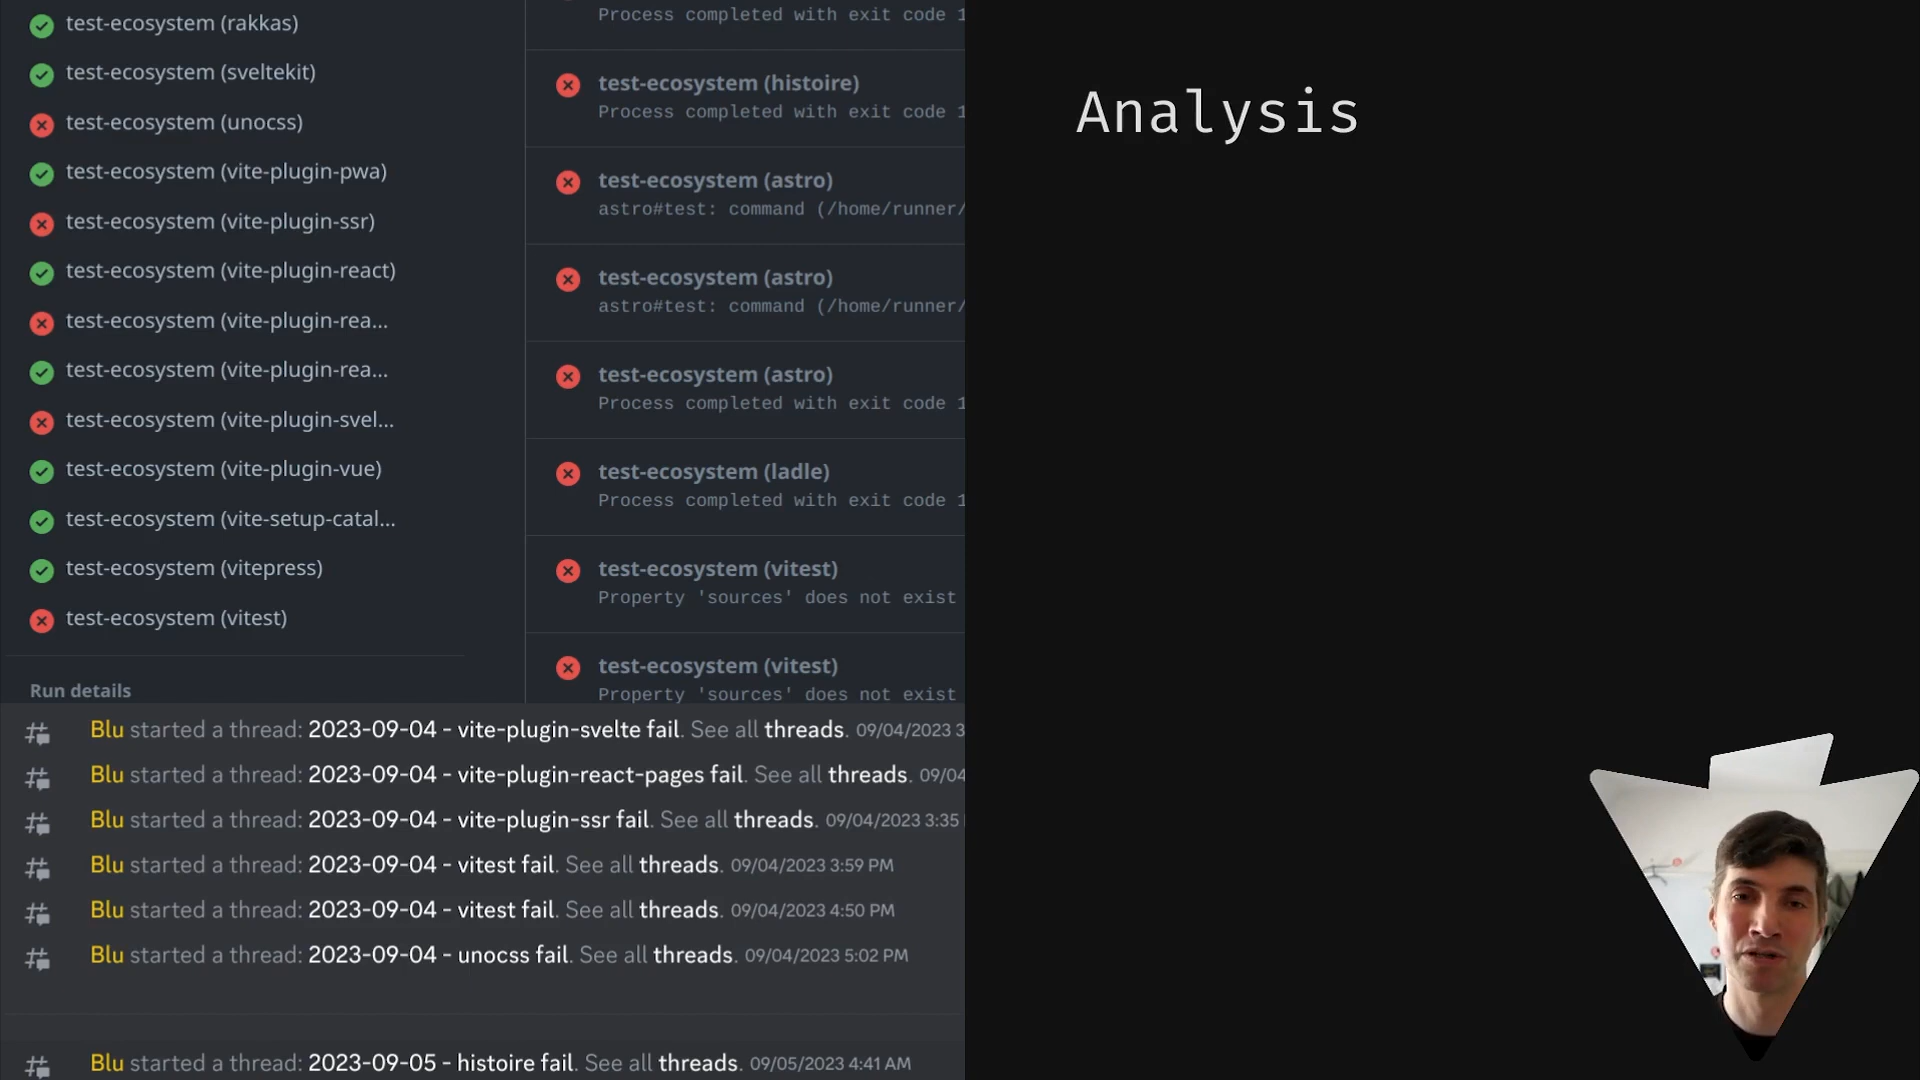 test-ecosystem (rakkas)
test-ecosystem (sveltekit)
test-ecosystem (unocss)
test-ecosystem (vite-plugin-pwa)
test-ecosystem (vite-plugin-ssr)
test-ecosystem (vite-plugin-react)
test-ecosystem (vite-plugin-rea...
test-ecosystem (vite-plugin-rea...
test-ecosystem (vite-plugin-svel...
test-ecosystem (vite-plugin-vue)
test-ecosystem (vite-setup-catal...
test-ecosystem (vitepress)
test-ecosystem (vitest)
Run details
Process completed with exit code 1
test-ecosystem (histoire)
Process completed with exit code 1
test-ecosystem (astro)
astro#test: command (/home/runner/
test-ecosystem (astro)
astro#test: command (/home/runner/
test-ecosystem (astro)
Process completed with exit code 1
test-ecosystem (ladle)
Process completed with exit code 1
test-ecosystem (vitest)
Property 'sources' does not exist
test-ecosystem (vitest)
Property 'sources' does not exist
Blu started a thread: 2023-09-04 - vite-plugin-svelte fail. See all threads. 09/04/2023 3
Blu started a thread: 2023-09-04 - vite-plugin-react-pages fail. See all threads. 09/04
Blu started a thread: 2023-09-04 - vite-plugin-ssr fail. See all threads. 09/04/2023 3:35
Blu started a thread: 2023-09-04 - vitest fail. See all threads. 09/04/2023 3:59 PM
Blu started a thread: 2023-09-04 - vitest fail. See all threads. 09/04/2023 4:50 PM
Blu started a thread: 2023-09-04 - unocss fail. See all threads. 09/04/2023 5:02 PM
Blu started a thread: 2023-09-05 - histoire fail. See all threads. 09/05/2023 4:41 AM
Analysis